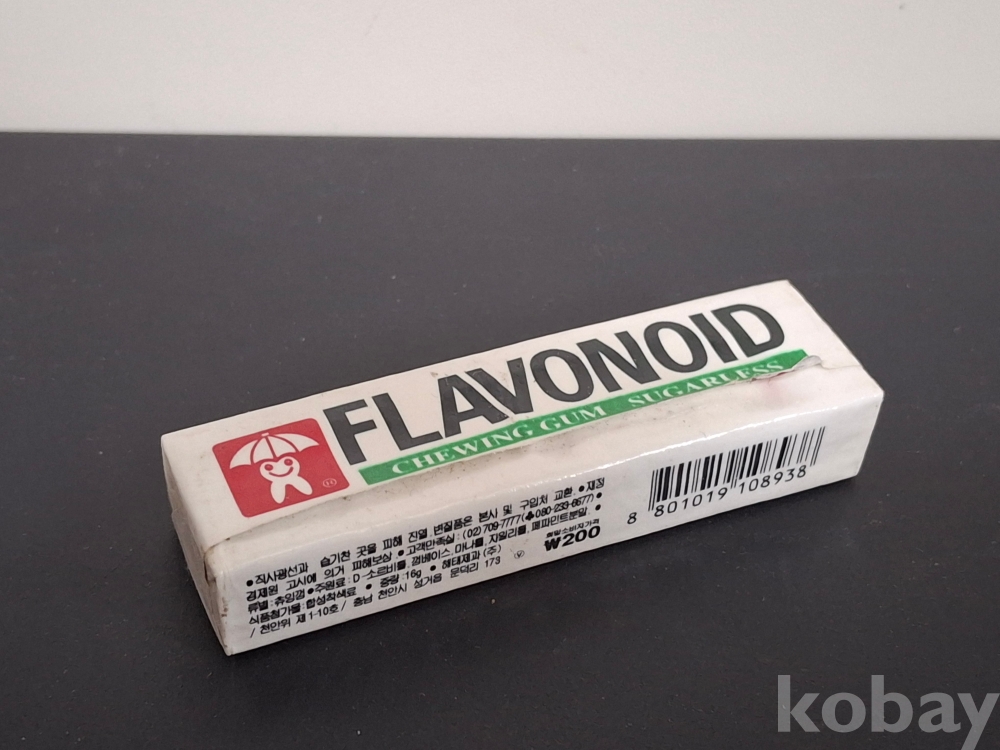 FLAVONOID
CHEWING GUM SUGARLESS
®
•직사광선과 습기찬 곳을 피해 진열, 변질품은 본사 및 구입처 교환. •재정
경제원 고시에 의거 피해보상 •고객만족실: (02)709-7777(☎080-233-6677) •
류별:츄잉껌 •주원료:D-소르비톨, 껌베이스, 마니톨, 자일리톨, 페파민트분말. •
식품첨가물:합성착색료 • 중량:16g • 해태제과(주)
/ 천안위 제1-10호/ 충남 천안시 성거읍 문덕리 173
희망소비자가격
₩200
8 801019 108938
kobay